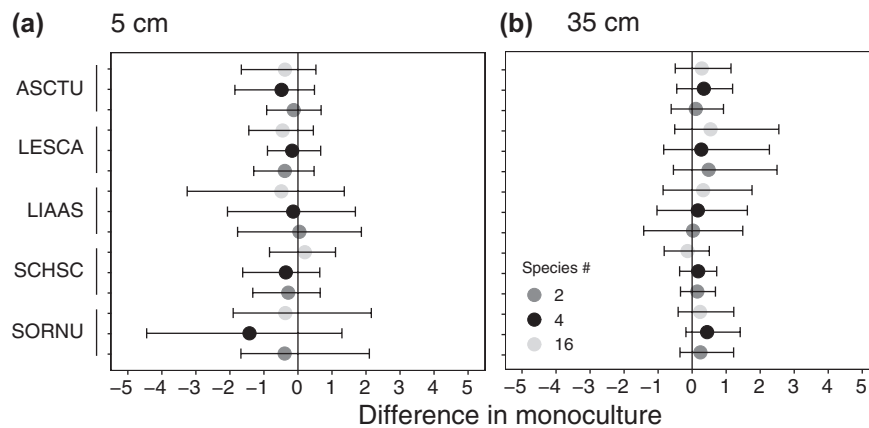 (a) 5 cm
(b) 35 cm
ASCTU
LESCA
LIAAS
SCHSC
SORNU
Species #
2
4
16
−5 −4 −3 −2 −1 0 1 2 3 4 5
−5 −4 −3 −2 −1 0 1 2 3 4 5
Difference in monoculture